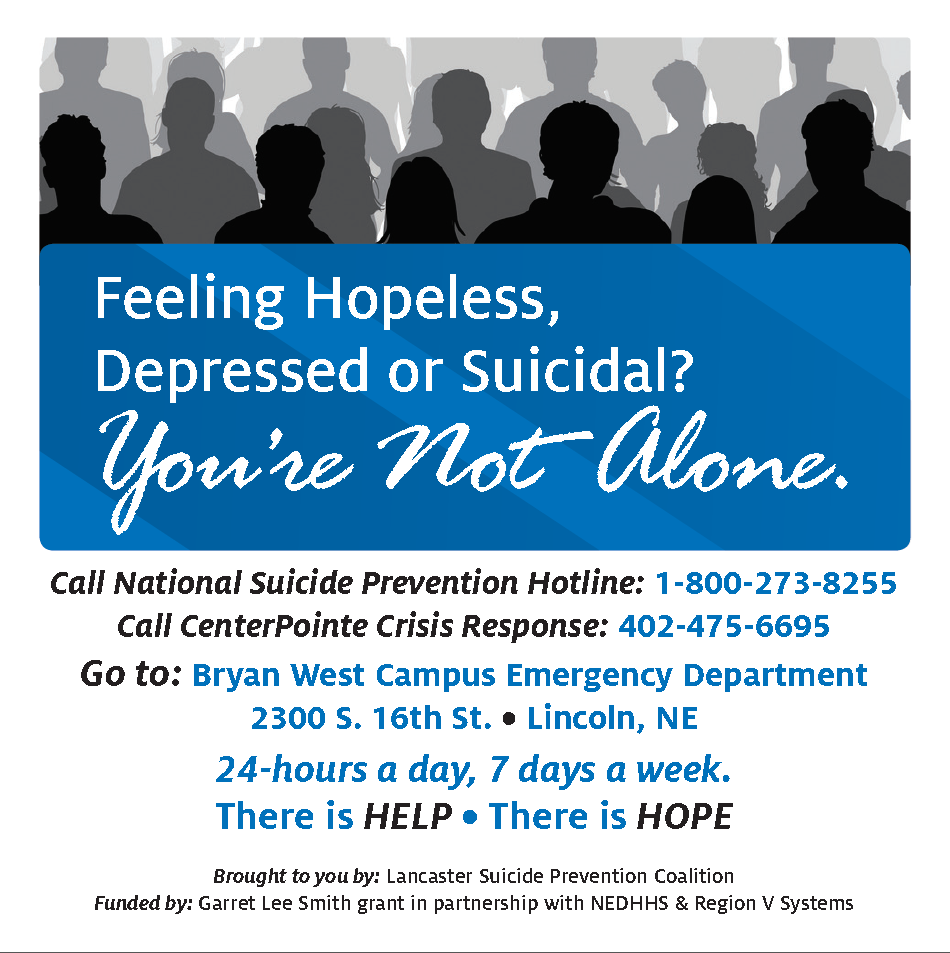 Feeling Hopeless,
Depressed or Suicidal?
You're Not Alone.
Call National Suicide Prevention Hotline: 1-800-273-8255
Call CenterPointe Crisis Response: 402-475-6695
Go to: Bryan West Campus Emergency Department
2300 S. 16th St. • Lincoln, NE
24-hours a day, 7 days a week.
There is HELP • There is HOPE
Brought to you by: Lancaster Suicide Prevention Coalition
Funded by: Garret Lee Smith grant in partnership with NEDHHS & Region V Systems